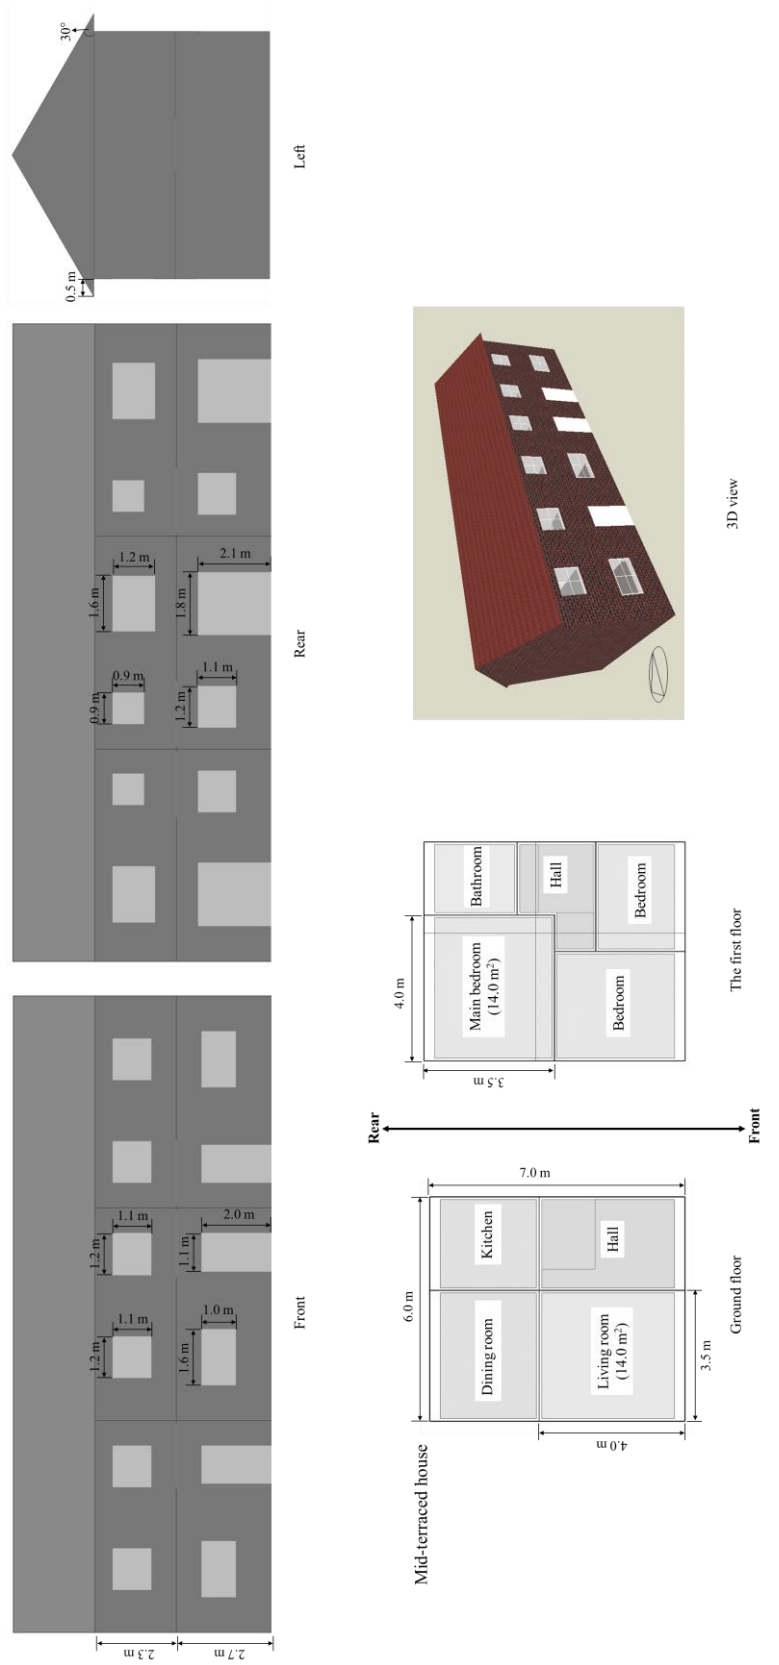 30°
0.5 m
Left
1.2 m
1.6 m
2.1 m
1.8 m
0.9 m
0.9 m
1.1 m
1.2 m
Rear
1.1 m
1.2 m
2.0 m
1.1 m
1.1 m
1.2 m
1.0 m
1.6 m
Front
2.3 m
2.7 m
3D view
Mid-terraced house
6.0 m
7.0 m
Dining room
Kitchen
Living room
(14.0 m²)
Hall
4.0 m
3.5 m
Ground floor
Rear
Front
4.0 m
3.5 m
Main bedroom
(14.0 m²)
Bathroom
Hall
Bedroom
Bedroom
The first floor